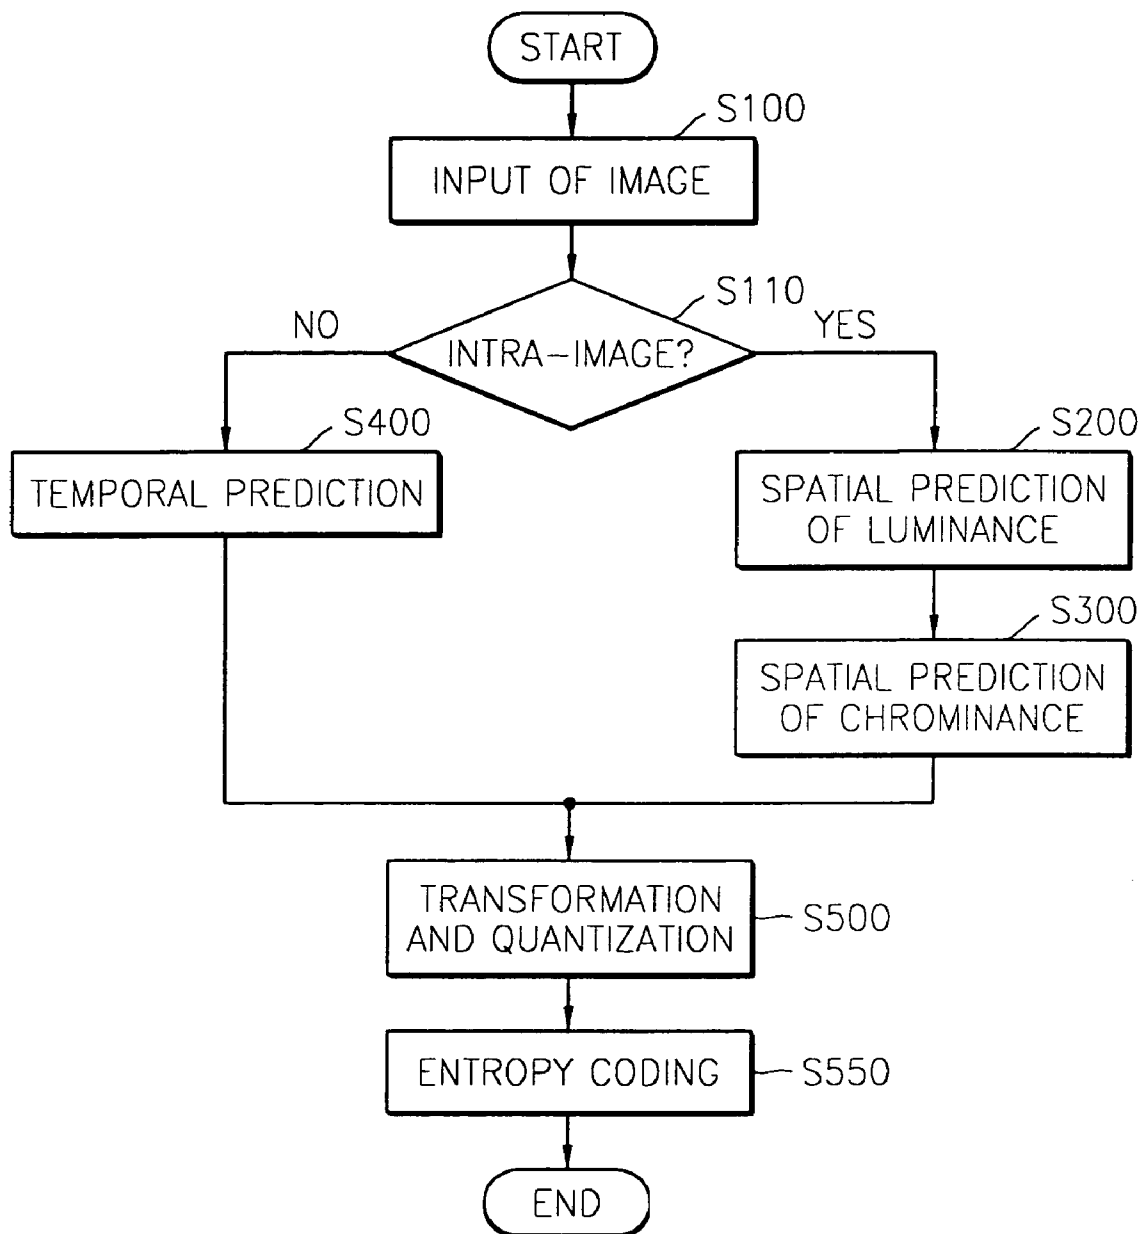 START
S100
INPUT OF IMAGE
S110
NO
INTRA-IMAGE?
YES
S400
TEMPORAL PREDICTION
S200
SPATIAL PREDICTION
OF LUMINANCE
S300
SPATIAL PREDICTION
OF CHROMINANCE
TRANSFORMATION
AND QUANTIZATION
S500
ENTROPY CODING
S550
END